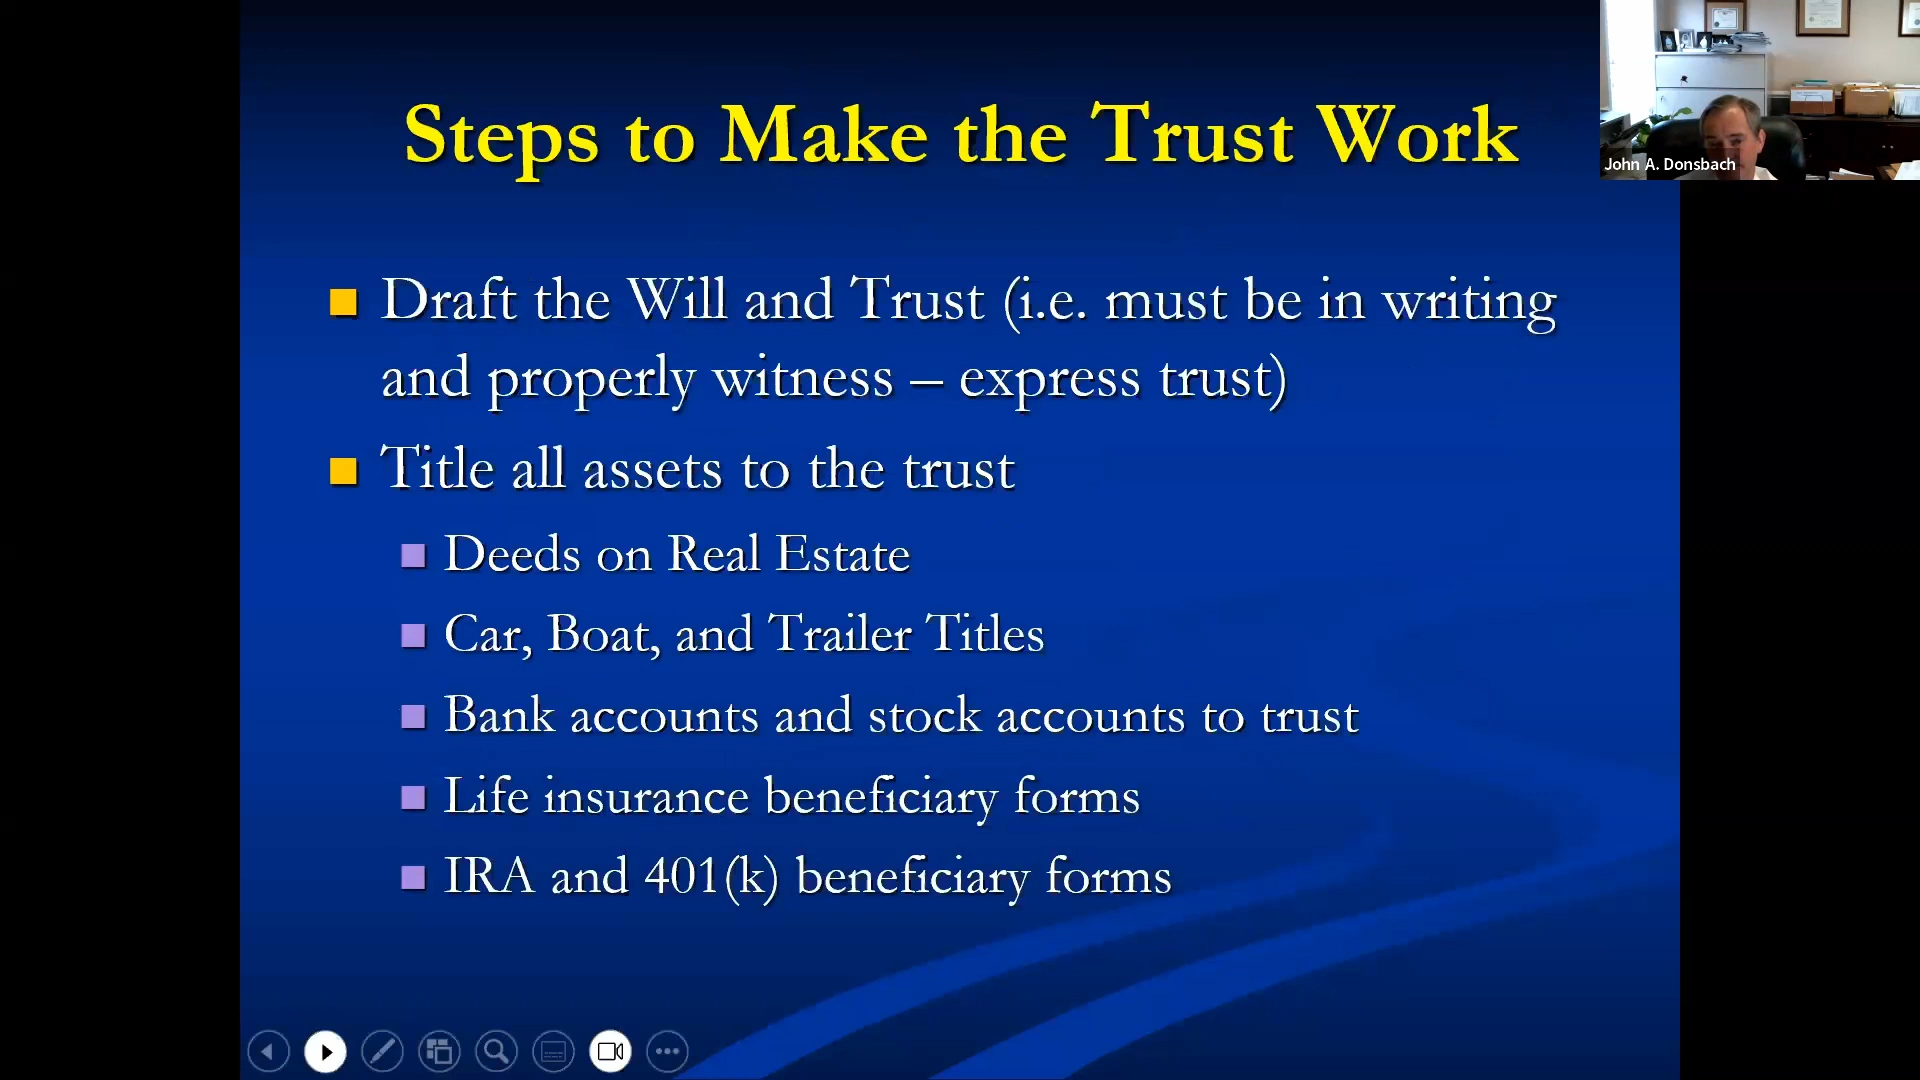 Steps to Make the Trust Work
John A. Donsbach
Draft the Will and Trust (i.e. must be in writing
and properly witness – express trust)
Title all assets to the trust
Deeds on Real Estate
Car, Boat, and Trailer Titles
Bank accounts and stock accounts to trust
Life insurance beneficiary forms
IRA and 401(k) beneficiary forms